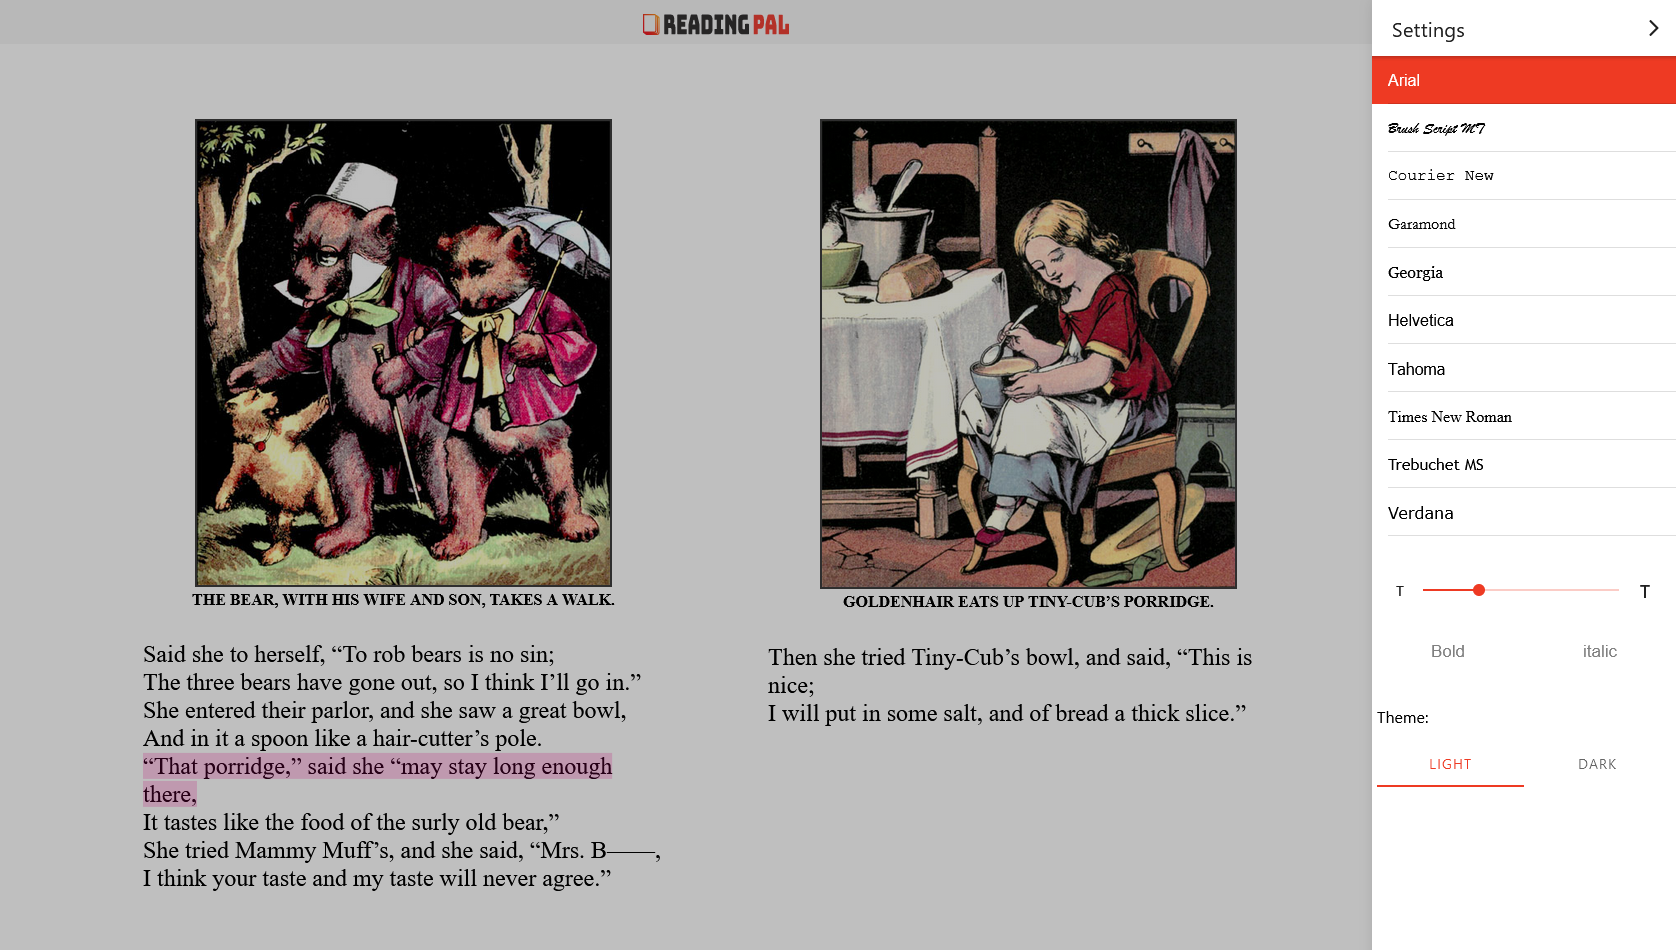 READING PAL
THE BEAR, WITH HIS WIFE AND SON, TAKES A WALK.
Said she to herself, “To rob bears is no sin;
The three bears have gone out, so I think I’ll go in.”
She entered their parlor, and she saw a great bowl,
And in it a spoon like a hair-cutter’s pole.
“That porridge,” said she “may stay long enough
there,
It tastes like the food of the surly old bear,”
She tried Mammy Muff’s, and she said, “Mrs. B——,
I think your taste and my taste will never agree.”
GOLDENHAIR EATS UP TINY-CUB’S PORRIDGE.
Then she tried Tiny-Cub’s bowl, and said, “This is
nice;
I will put in some salt, and of bread a thick slice.”
Settings
Arial
Brush Script MT
Courier New
Garamond
Georgia
Helvetica
Tahoma
Times New Roman
Trebuchet MS
Verdana
T T
Bold italic
Theme:
LIGHT DARK